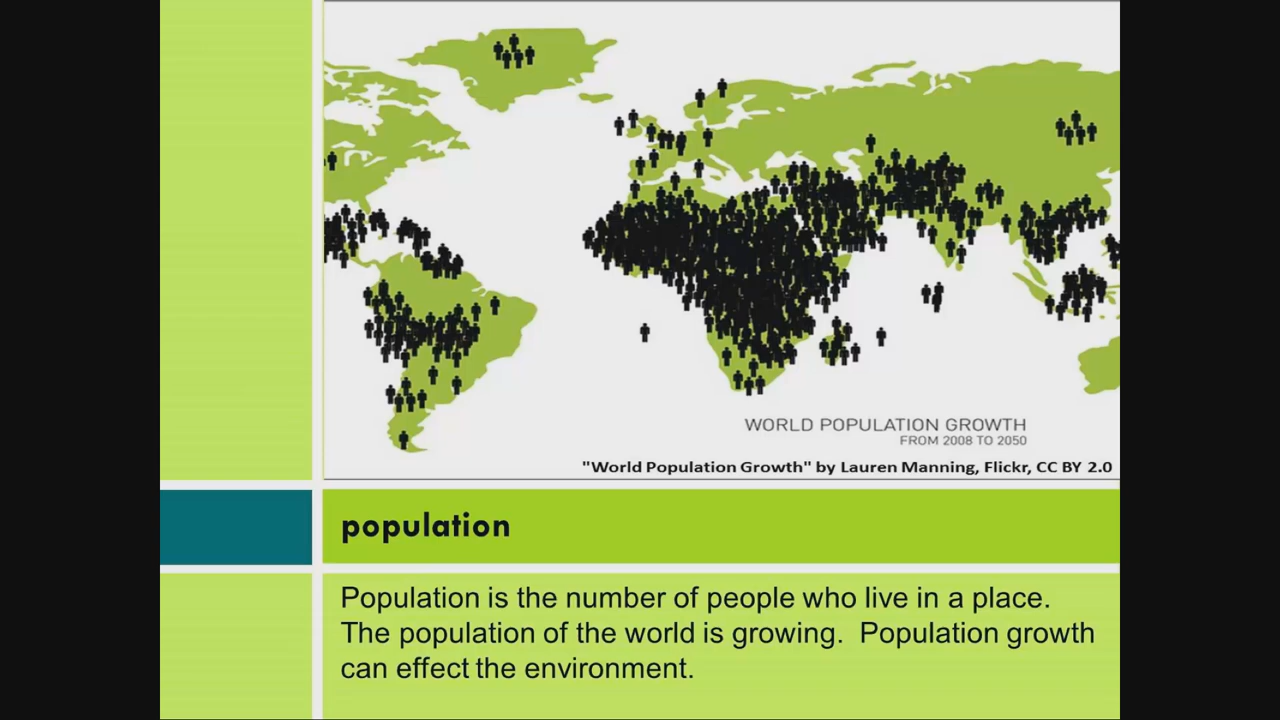 WORLD POPULATION GROWTH
FROM 2008 TO 2050
"World Population Growth" by Lauren Manning, Flickr, CC BY 2.0
population
Population is the number of people who live in a place.
The population of the world is growing.  Population growth
can effect the environment.